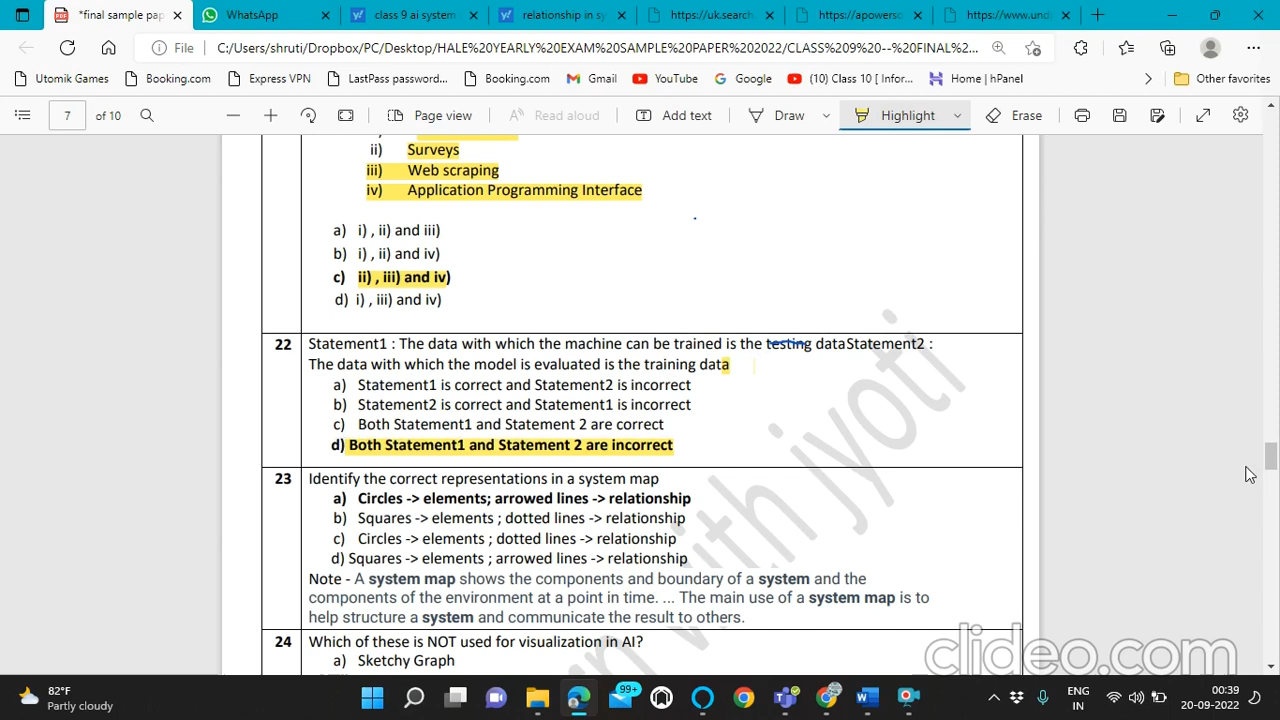 *final sample pap
WhatsApp
class 9 ai system
relationship in sy
https://uk.search
https://apowersо
https://www.und
File
C:/Users/shruti/Dropbox/PC/Desktop/HALE%20YEARLY%20EXAM%20SAMPLE%20PAPER%202022/CLASS%209%20--%20FINAL%2...
Utomik Games
Booking.com
Express VPN
LastPass password...
Booking.com
Gmail
YouTube
Google
(10) Class 10 [ Infor...
Home | hPanel
Other favorites
7 of 10
Page view
Read aloud
Add text
Draw
Highlight
Erase
ii) Surveys
iii) Web scraping
iv) Application Programming Interface
a) i) , ii) and iii)
b) i) , ii) and iv)
c) ii) , iii) and iv)
d) i) , iii) and iv)
22 Statement1 : The data with which the machine can be trained is the testing dataStatement2 :
The data with which the model is evaluated is the training data
a) Statement1 is correct and Statement2 is incorrect
b) Statement2 is correct and Statement1 is incorrect
c) Both Statement1 and Statement 2 are correct
d) Both Statement1 and Statement 2 are incorrect
23 Identify the correct representations in a system map
a) Circles -> elements; arrowed lines -> relationship
b) Squares -> elements ; dotted lines -> relationship
c) Circles -> elements ; dotted lines -> relationship
d) Squares -> elements ; arrowed lines -> relationship
Note - A system map shows the components and boundary of a system and the
components of the environment at a point in time. ... The main use of a system map is to
help structure a system and communicate the result to others.
24 Which of these is NOT used for visualization in AI?
a) Sketchy Graph
with jyoti
clideo.com
82°F
Partly cloudy
99+
ENG
IN
00:39
20-09-2022